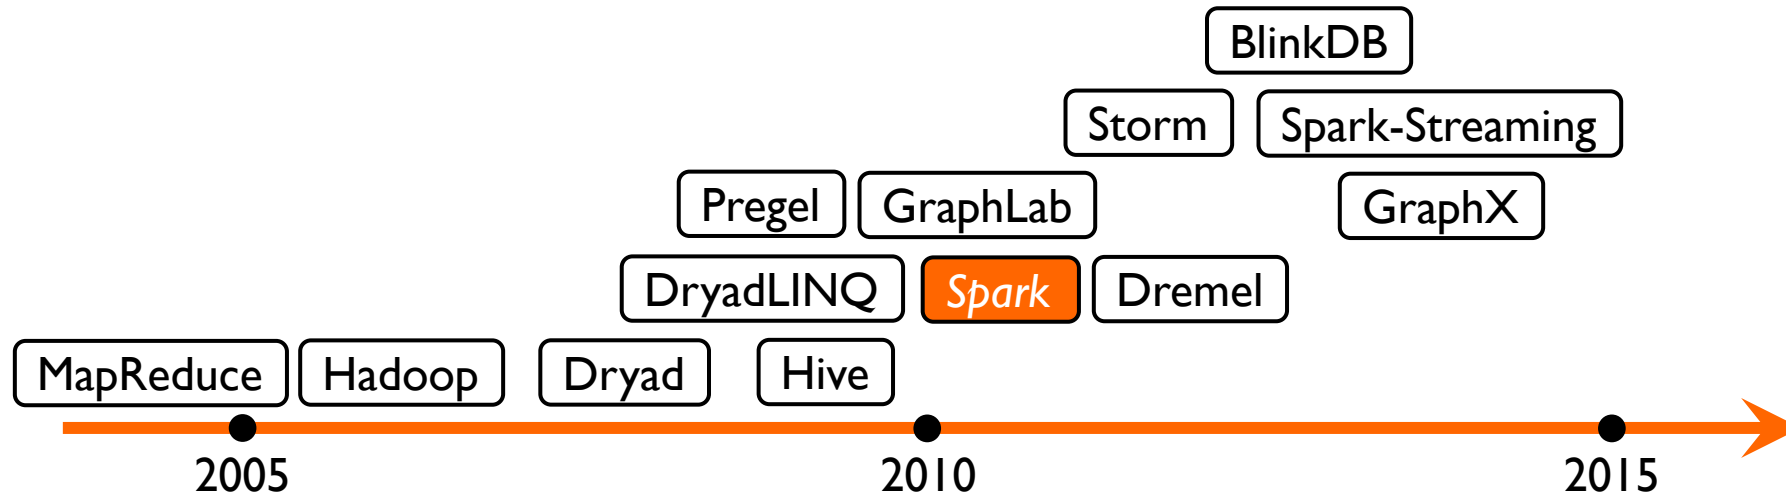 BlinkDB
Storm Spark-Streaming
Pregel GraphLab GraphX
DryadLINQ Spark Dremel
MapReduce Hadoop Dryad Hive
2005 2010 2015